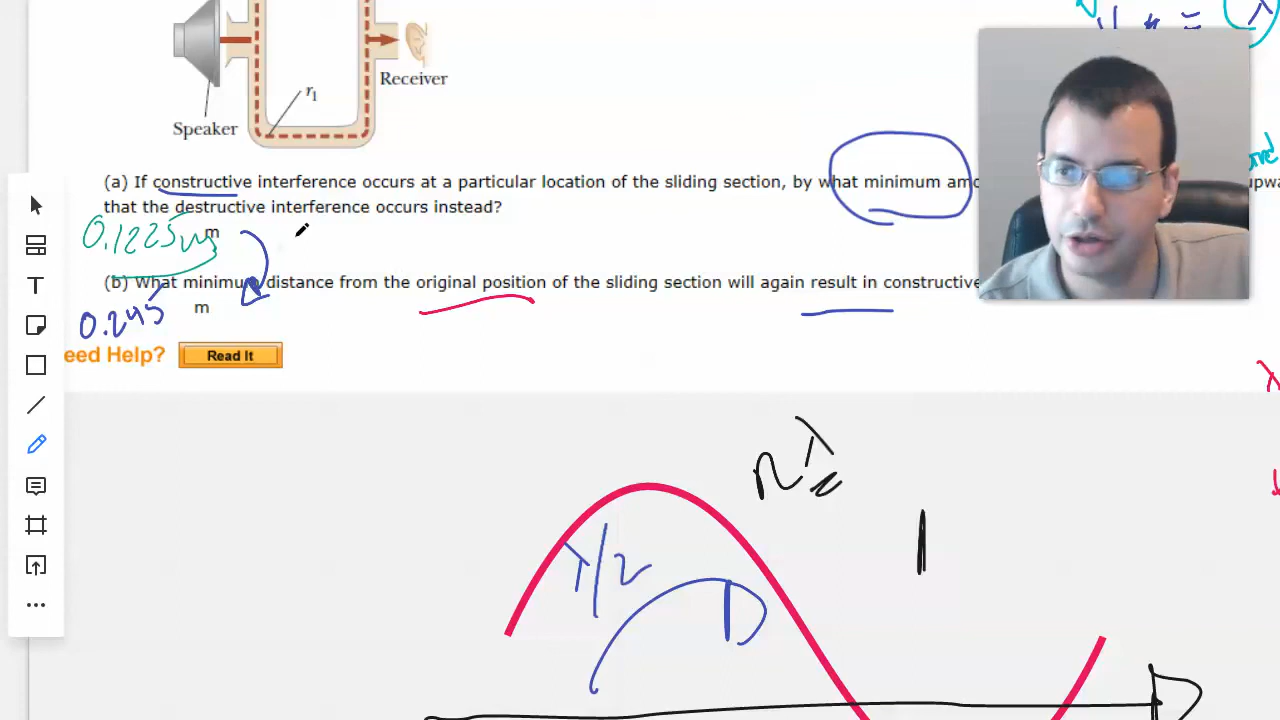 Speaker
r1
Receiver
(a) If constructive interference occurs at a particular location of the sliding section, by what minimum
that the destructive interference occurs instead?
0.1225 m
m
(b) What minimum distance from the original position of the sliding section will again result in constructive
0.245
m
eed Help? Read It
nλ
λ/2